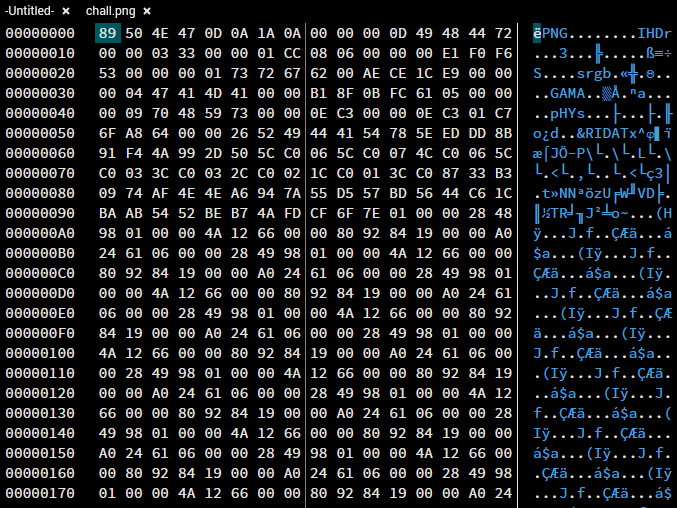 -Untitled- × chall.png ×
00000000 89 50 4E 47 0D 0A 1A 0A 00 00 00 0D 49 48 44 72 ëPNG........IHDr
00000010 00 00 03 33 00 00 01 CC 08 06 00 00 00 E1 F0 F6 ...3...╠.....ß≡÷
00000020 53 00 00 00 01 73 72 67 62 00 AE CE 1C E9 00 00 S....srgb.«╬.Θ..
00000030 00 04 47 41 4D 41 00 00 B1 8F 0B FC 61 05 00 00 ..GAMA..▒Å.ⁿa...
00000040 00 09 70 48 59 73 00 00 0E C3 00 00 0E C3 01 C7 ..pHYs...├...├.╟
00000050 6F A8 64 00 00 26 52 49 44 41 54 78 5E ED DD 8B o¿d..&RIDATx^φ▌ï
00000060 91 F4 4A 99 2D 50 5C C0 06 5C C0 07 4C C0 06 5C æ⌠JÖ-P\└.\└.L└.\
00000070 C0 03 3C C0 03 2C C0 02 1C C0 01 3C C0 87 33 B3 └.<└.,└..└.<└ç3│
00000080 09 74 AF 4E 4E A6 94 7A 55 D5 57 BD 56 44 C6 1C .t»NNªözU╒W╜VD╞.
00000090 BA AB 54 52 BE B7 4A FD CF 6F 7E 01 00 00 28 48 ║½TR╛╖J²╧o~...(H
000000A0 98 01 00 00 4A 12 66 00 00 80 92 84 19 00 00 A0 ÿ...J.f..ÇÆä...á
000000B0 24 61 06 00 00 28 49 98 01 00 00 4A 12 66 00 00 $a...(Iÿ...J.f..
000000C0 80 92 84 19 00 00 A0 24 61 06 00 00 28 49 98 01 ÇÆä...á$a...(Iÿ.
000000D0 00 00 4A 12 66 00 00 80 92 84 19 00 00 A0 24 61 ..J.f..ÇÆä...á$a
000000E0 06 00 00 28 49 98 01 00 00 4A 12 66 00 00 80 92 ...(Iÿ...J.f..ÇÆ
000000F0 84 19 00 00 A0 24 61 06 00 00 28 49 98 01 00 00 ä...á$a...(Iÿ...
00000100 4A 12 66 00 00 80 92 84 19 00 00 A0 24 61 06 00 J.f..ÇÆä...á$a..
00000110 00 28 49 98 01 00 00 4A 12 66 00 00 80 92 84 19 .(Iÿ...J.f..ÇÆä.
00000120 00 00 A0 24 61 06 00 00 28 49 98 01 00 00 4A 12 ..á$a...(Iÿ...J.
00000130 66 00 00 80 92 84 19 00 00 A0 24 61 06 00 00 28 f..ÇÆä...á$a...(
00000140 49 98 01 00 00 4A 12 66 00 00 80 92 84 19 00 00 Iÿ...J.f..ÇÆä...
00000150 A0 24 61 06 00 00 28 49 98 01 00 00 4A 12 66 00 á$a...(Iÿ...J.f.
00000160 00 80 92 84 19 00 00 A0 24 61 06 00 00 28 49 98 .ÇÆä...á$a...(Iÿ
00000170 01 00 00 4A 12 66 00 00 80 92 84 19 00 00 A0 24 ...J.f..ÇÆä...á$